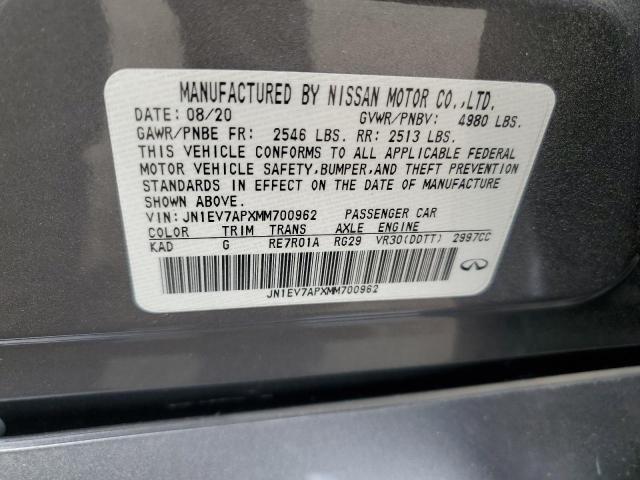 MANUFACTURED BY NISSAN MOTOR CO.,LTD.
DATE: 08/20 GVWR/PNBV: 4980 LBS.
GAWR/PNBE FR: 2546 LBS. RR: 2513 LBS.
THIS VEHICLE CONFORMS TO ALL APPLICABLE FEDERAL
MOTOR VEHICLE SAFETY,BUMPER,AND THEFT PREVENTION
STANDARDS IN EFFECT ON THE DATE OF MANUFACTURE
SHOWN ABOVE.
VIN: JN1EV7APXMM700962 PASSENGER CAR
COLOR TRIM TRANS AXLE ENGINE
KAD G RE7R01A RG29 VR30(DDTT) 2997CC
JN1EV7APXMM700962